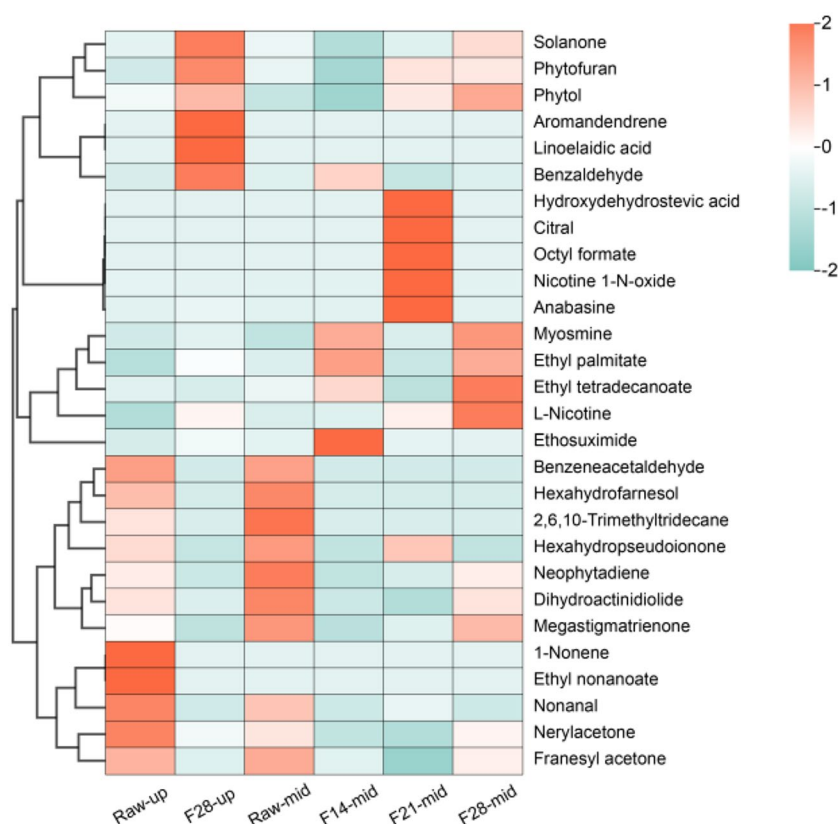 Solanone
Phytofuran
Phytol
Aromandendrene
Linoelaidic acid
Benzaldehyde
Hydroxydehydrostevic acid
Citral
Octyl formate
Nicotine 1-N-oxide
Anabasine
Myosmine
Ethyl palmitate
Ethyl tetradecanoate
L-Nicotine
Ethosuximide
Benzeneacetaldehyde
Hexahydrofarnesol
2,6,10-Trimethyltridecane
Hexahydropseudoionone
Neophytadiene
Dihydroactinidiolide
Megastigmatrienone
1-Nonene
Ethyl nonanoate
Nonanal
Nerylacetone
Franesyl acetone
Raw-up
F28-up
Raw-mid
F14-mid
F21-mid
F28-mid
2
1
0
-1
-2